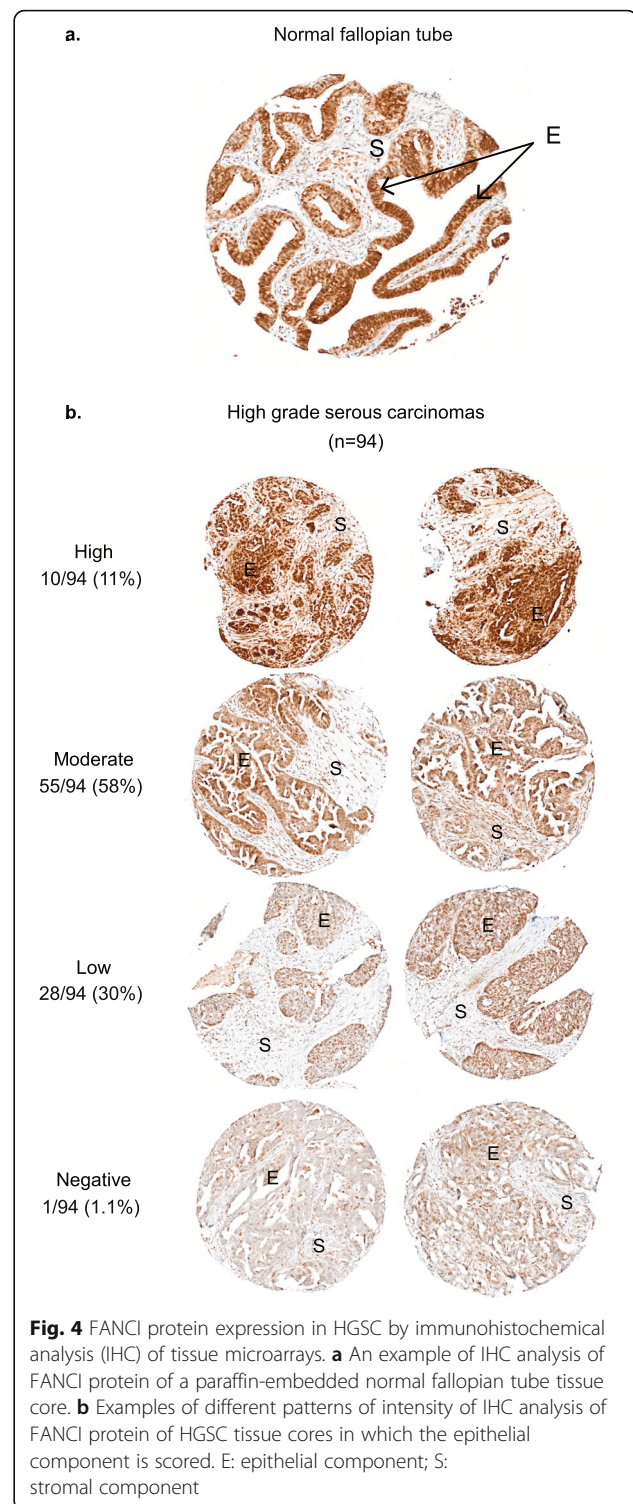 a. Normal fallopian tube
E
S
b. High grade serous carcinomas
(n=94)
High
10/94 (11%)
S
E
S
E
Moderate
55/94 (58%)
E
S
E
S
Low
28/94 (30%)
E
S
E
S
Negative
1/94 (1.1%)
E
S
E
S
Fig. 4 FANCI protein expression in HGSC by immunohistochemical
analysis (IHC) of tissue microarrays. a An example of IHC analysis of
FANCI protein of a paraffin-embedded normal fallopian tube tissue
core. b Examples of different patterns of intensity of IHC analysis of
FANCI protein of HGSC tissue cores in which the epithelial
component is scored. E: epithelial component; S:
stromal component